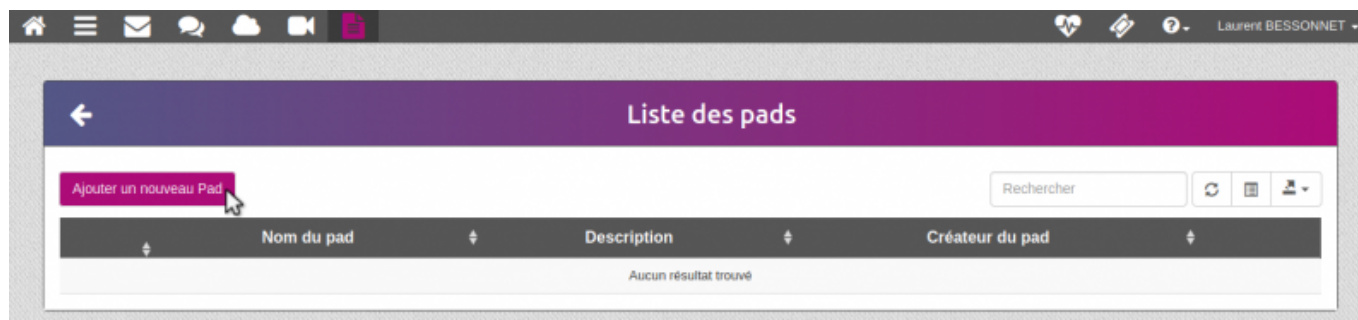 Laurent BESSONNET
Liste des pads
Ajouter un nouveau Pad
Rechercher
Nom du pad Description Créateur du pad
Aucun résultat trouvé